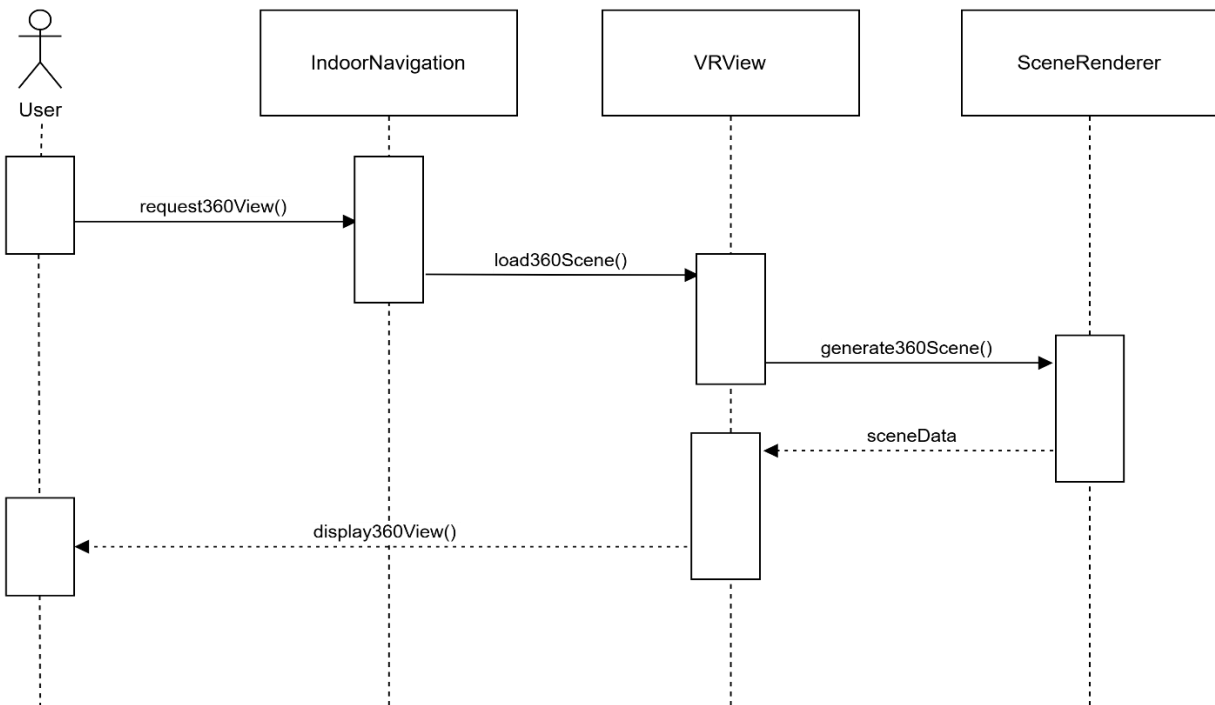 User
IndoorNavigation
VRView
SceneRenderer
request360View()
load360Scene()
generate360Scene()
sceneData
display360View()